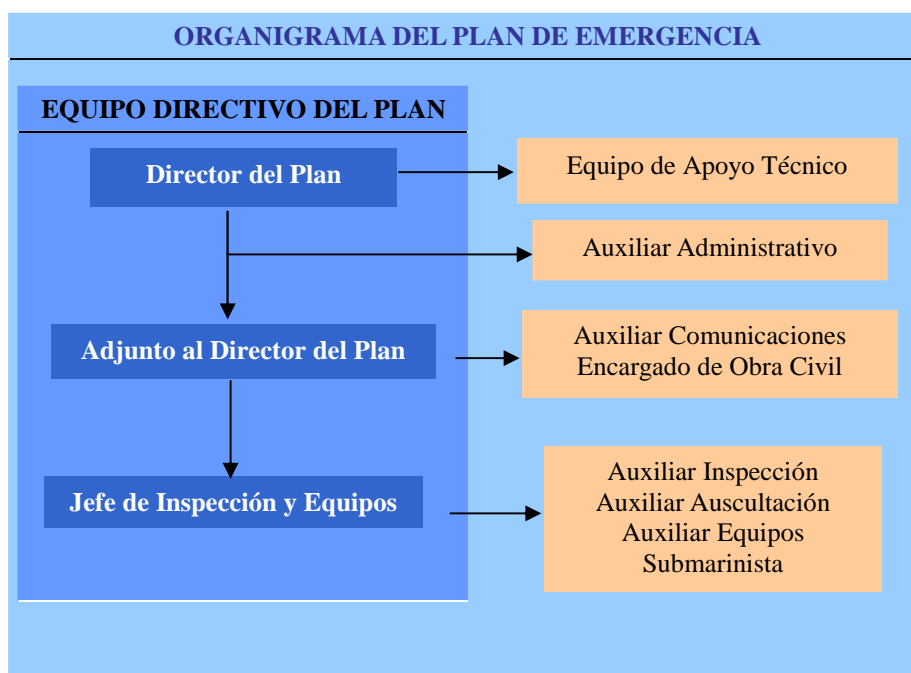 ORGANIGRAMA DEL PLAN DE EMERGENCIA
EQUIPO DIRECTIVO DEL PLAN
Director del Plan
Equipo de Apoyo Técnico
Auxiliar Administrativo
Adjunto al Director del Plan
Auxiliar Comunicaciones
Encargado de Obra Civil
Jefe de Inspección y Equipos
Auxiliar Inspección
Auxiliar Auscultación
Auxiliar Equipos
Submarinista